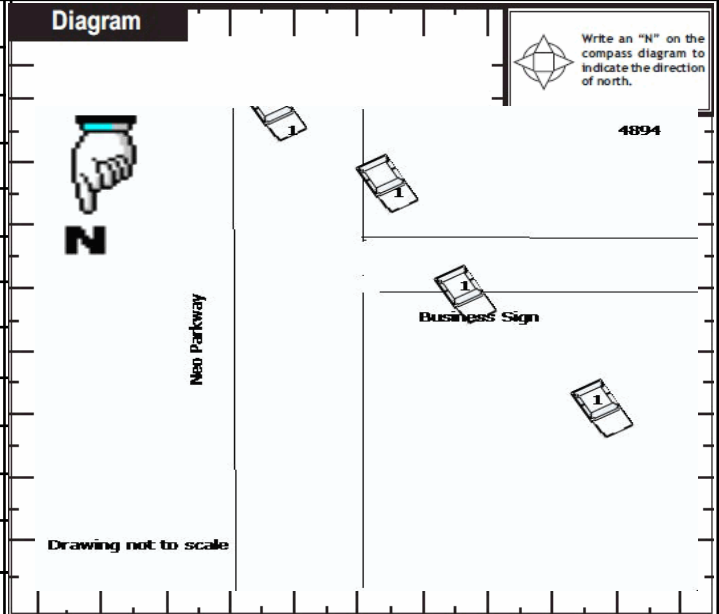 Diagram
Write an “N” on the
compass diagram to
indicate the direction
of north.
1
4894
1
N
1
Business Sign
Neo Parkway
1
Drawing not to scale